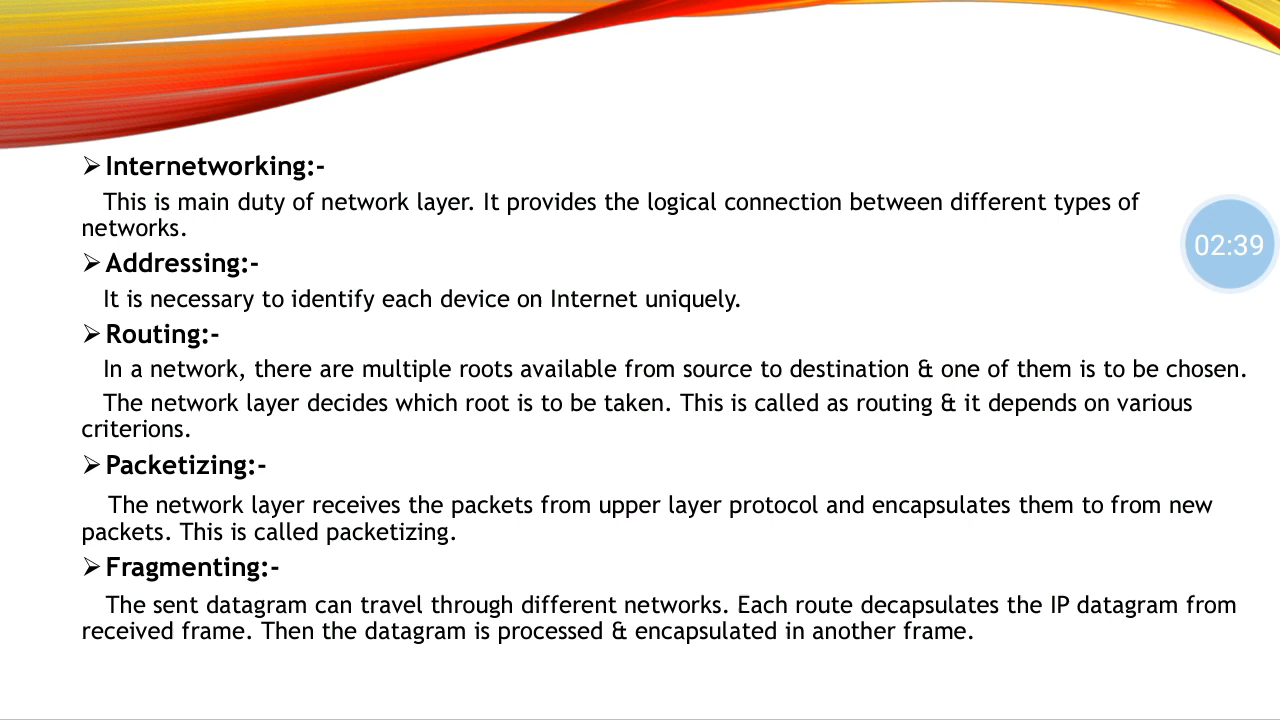 ➢Internetworking:-
This is main duty of network layer. It provides the logical connection between different types of
networks.
➢Addressing:-
It is necessary to identify each device on Internet uniquely.
02:39
➢Routing:-
In a network, there are multiple roots available from source to destination & one of them is to be chosen.
The network layer decides which root is to be taken. This is called as routing & it depends on various
criterions.
➢Packetizing:-
The network layer receives the packets from upper layer protocol and encapsulates them to from new
packets. This is called packetizing.
➢Fragmenting:-
The sent datagram can travel through different networks. Each route decapsulates the IP datagram from
received frame. Then the datagram is processed & encapsulated in another frame.